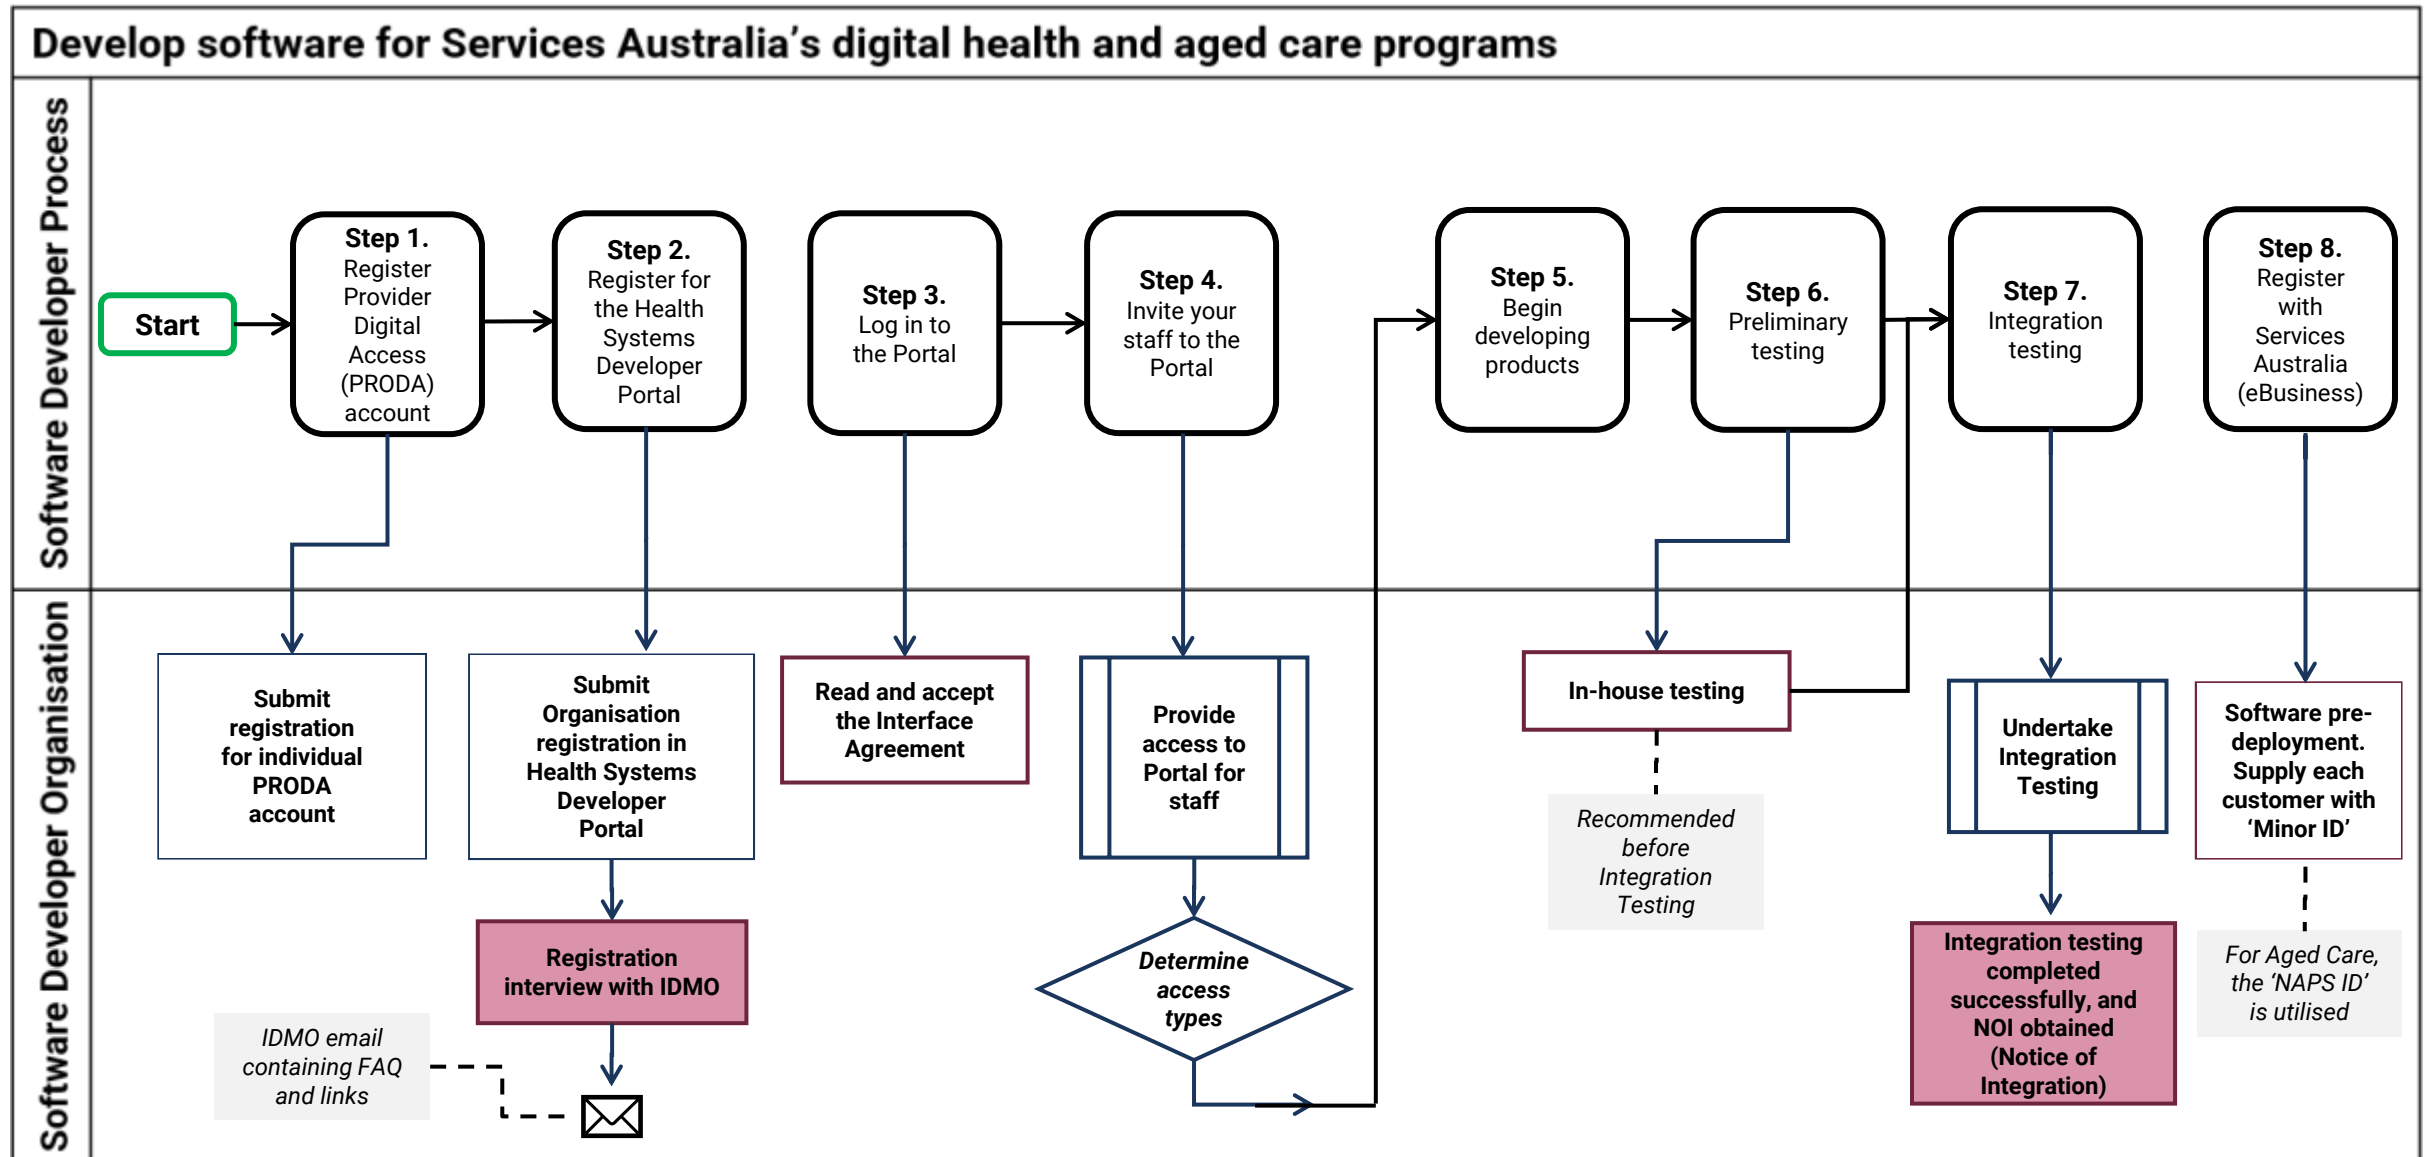 Develop software for Services Australia’s digital health and aged care programs
Software Developer Process
Start
Step 1.
Register
Provider
Digital
Access
(PRODA)
account
Step 2.
Register for
the Health
Systems
Developer
Portal
Step 3.
Log in to
the Portal
Step 4.
Invite your
staff to the
Portal
Step 5.
Begin
developing
products
Step 6.
Preliminary
testing
Step 7.
Integration
testing
Step 8.
Register
with
Services
Australia
(eBusiness)
Software Developer Organisation
Submit
registration
for individual
PRODA
account
Submit
Organisation
registration in
Health Systems
Developer
Portal
Registration
interview with IDMO
IDMO email
containing FAQ
and links
Read and accept
the Interface
Agreement
Provide
access to
Portal for
staff
Determine
access
types
In-house testing
Recommended
before
Integration
Testing
Undertake
Integration
Testing
Integration testing
completed
successfully, and
NOI obtained
(Notice of
Integration)
Software pre-
deployment.
Supply each
customer with
‘Minor ID’
For Aged Care,
the ‘NAPS ID’
is utilised